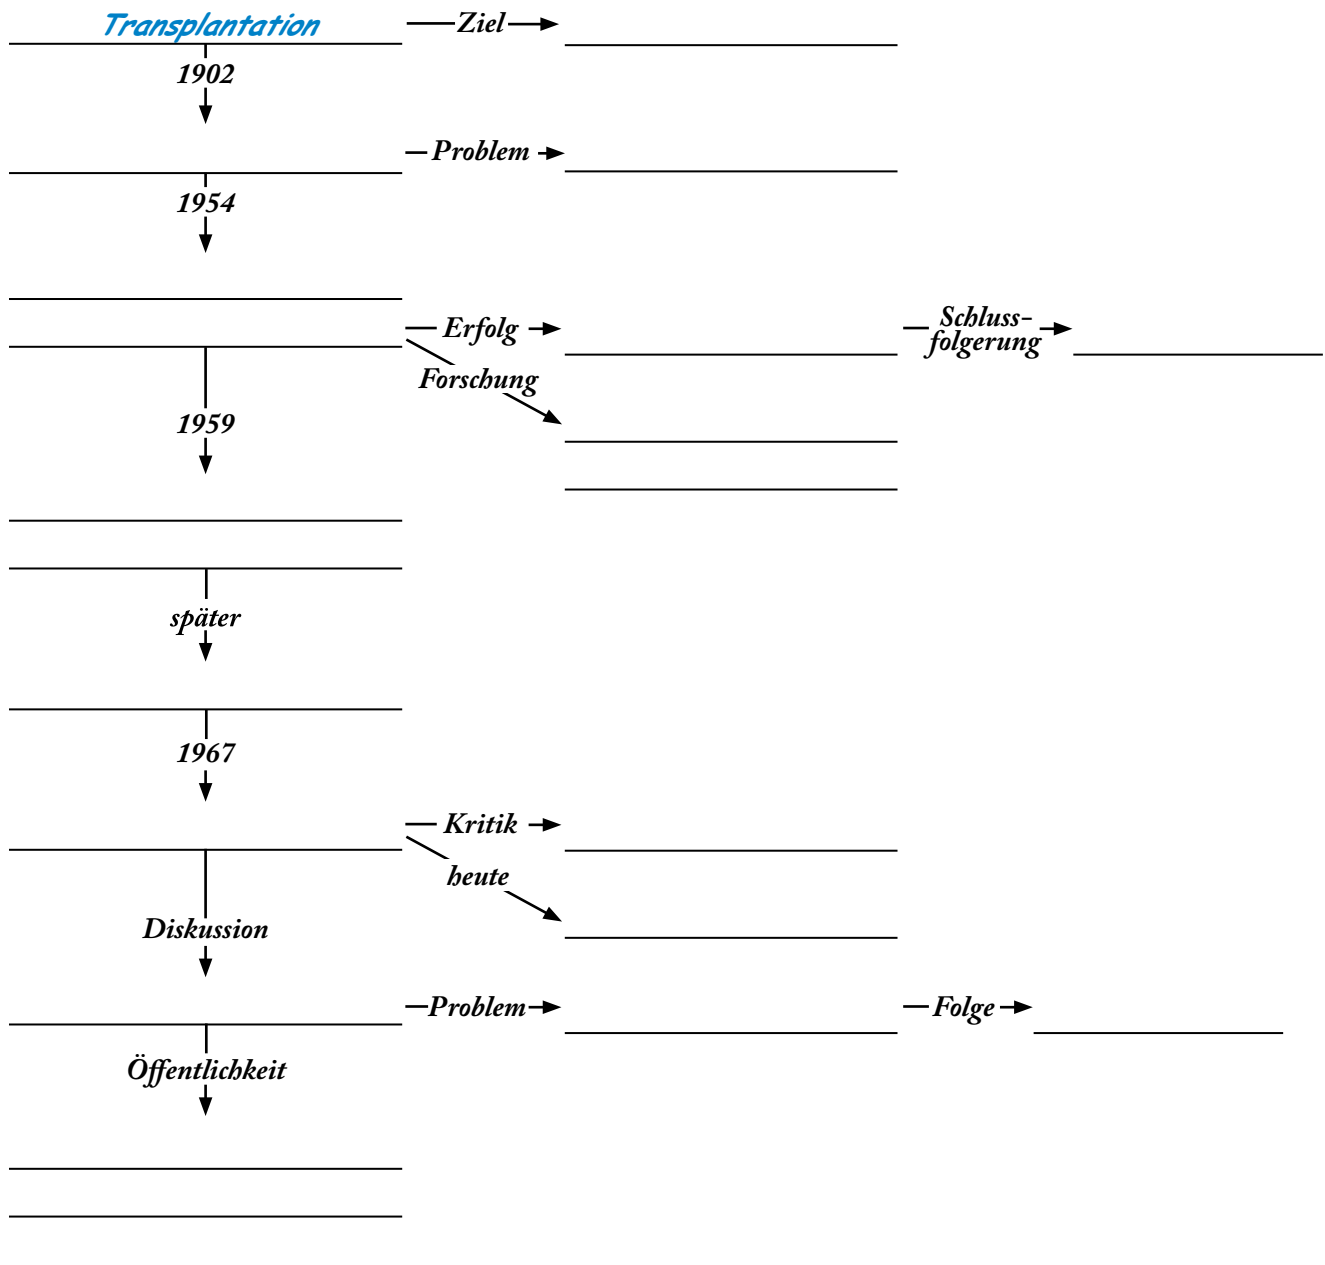 Transplantation
Ziel
1902
Problem
1954
Erfolg
Schluss-
folgerung
Forschung
1959
später
1967
Kritik
heute
Diskussion
Problem
Folge
Öffentlichkeit